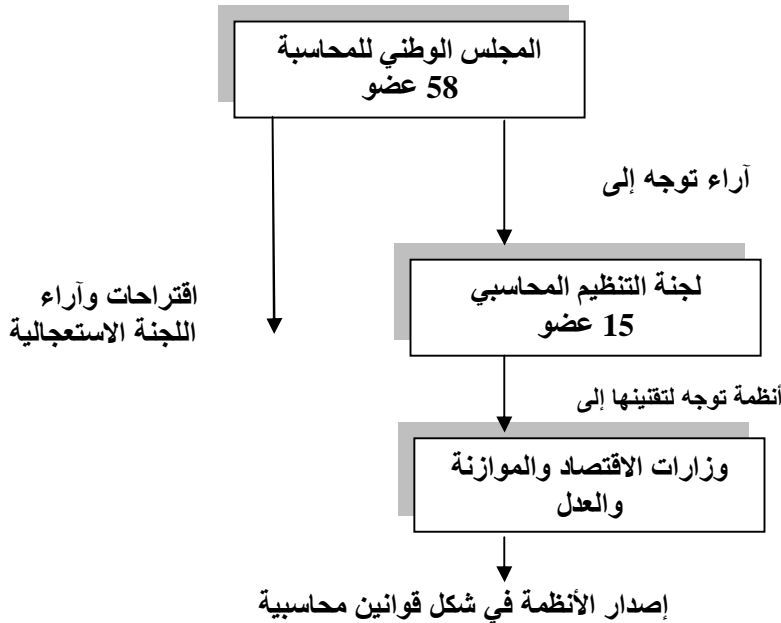 المجلس الوطني للمحاسبة
58 عضو
آراء توجه إلى
لجنة التنظيم المحاسبي
15 عضو
اقتراحات وآراء
اللجنة الاستعجالية
أنظمة توجه لتقنينها إلى
وزارات الاقتصاد والموازنة
والعدل
إصدار الأنظمة في شكل قوانين محاسبية